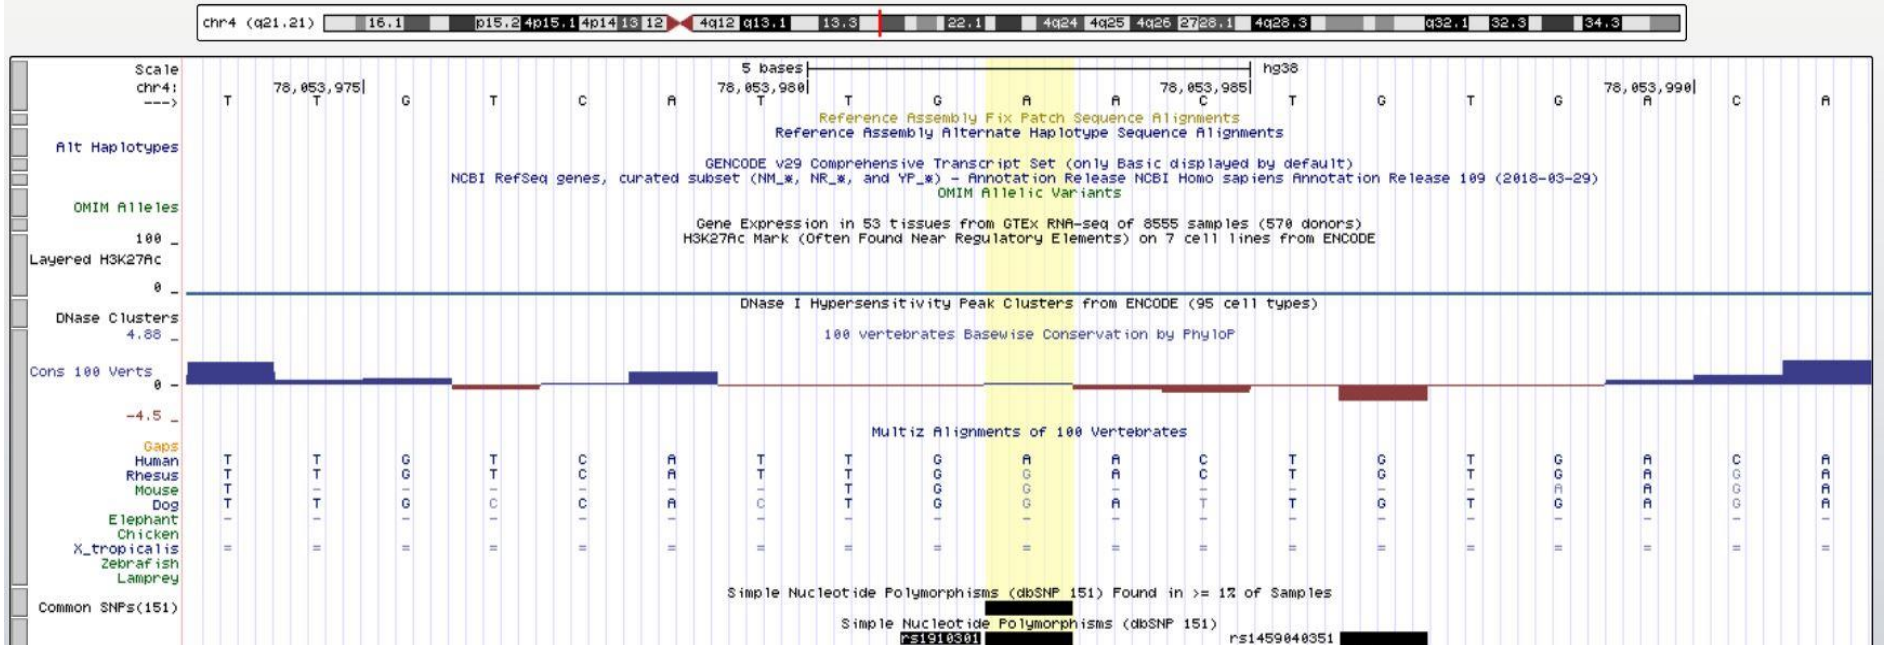 chr4 (q21.21) 16.1 p15.2 4p15.1 4p14 13 12 4q12 q13.1 13.3 22.1 4q24 4q25 4q26 27 28.1 4q28.3 q32.1 32.3 34.3
Scale 5 bases hg38
chr4: 78,053,975 78,053,980 78,053,985 78,053,990
---> T T G T C A T T G A A C T G T G A C A
Reference Assembly Fix Patch Sequence Alignments
Reference Assembly Alternate Haplotype Sequence Alignments
Alt Haplotypes
GENCODE v29 Comprehensive Transcript Set (only Basic displayed by default)
NCBI RefSeq genes, curated subset (NM_*, NR_*, and YP_*) - Annotation Release NCBI Homo sapiens Annotation Release 109 (2018-03-29)
OMIM Allelic Variants
OMIM Alleles
Gene Expression in 53 tissues from GTEx RNA-seq of 8555 samples (570 donors)
100 _ H3K27Ac Mark (Often Found Near Regulatory Elements) on 7 cell lines from ENCODE
Layered H3K27Ac
0 _
DNase I Hypersensitivity Peak Clusters from ENCODE (95 cell types)
DNase Clusters
4.88 _ 100 vertebrates Basewise Conservation by PhyloP
Cons 100 Verts
0 -
-4.5 _
Multiz Alignments of 100 Vertebrates
Gaps
Human T T G T C A T T G A A C T G T G A C A
Rhesus T T G T C A T T G G A C T G T G A G A
Mouse T - - - - - - T G G - - - - - A A G A
Dog T T G C C A C T G G A T T G T G A G A
Elephant - - - - - - - - - - - - - - - - - - -
Chicken
X_tropicalis = = = = = = = = = = = = = = = = = = =
Zebrafish
Lamprey
Simple Nucleotide Polymorphisms (dbSNP 151) Found in >= 1% of Samples
Common SNPs(151)
Simple Nucleotide Polymorphisms (dbSNP 151)
rs1910301 rs1459040351